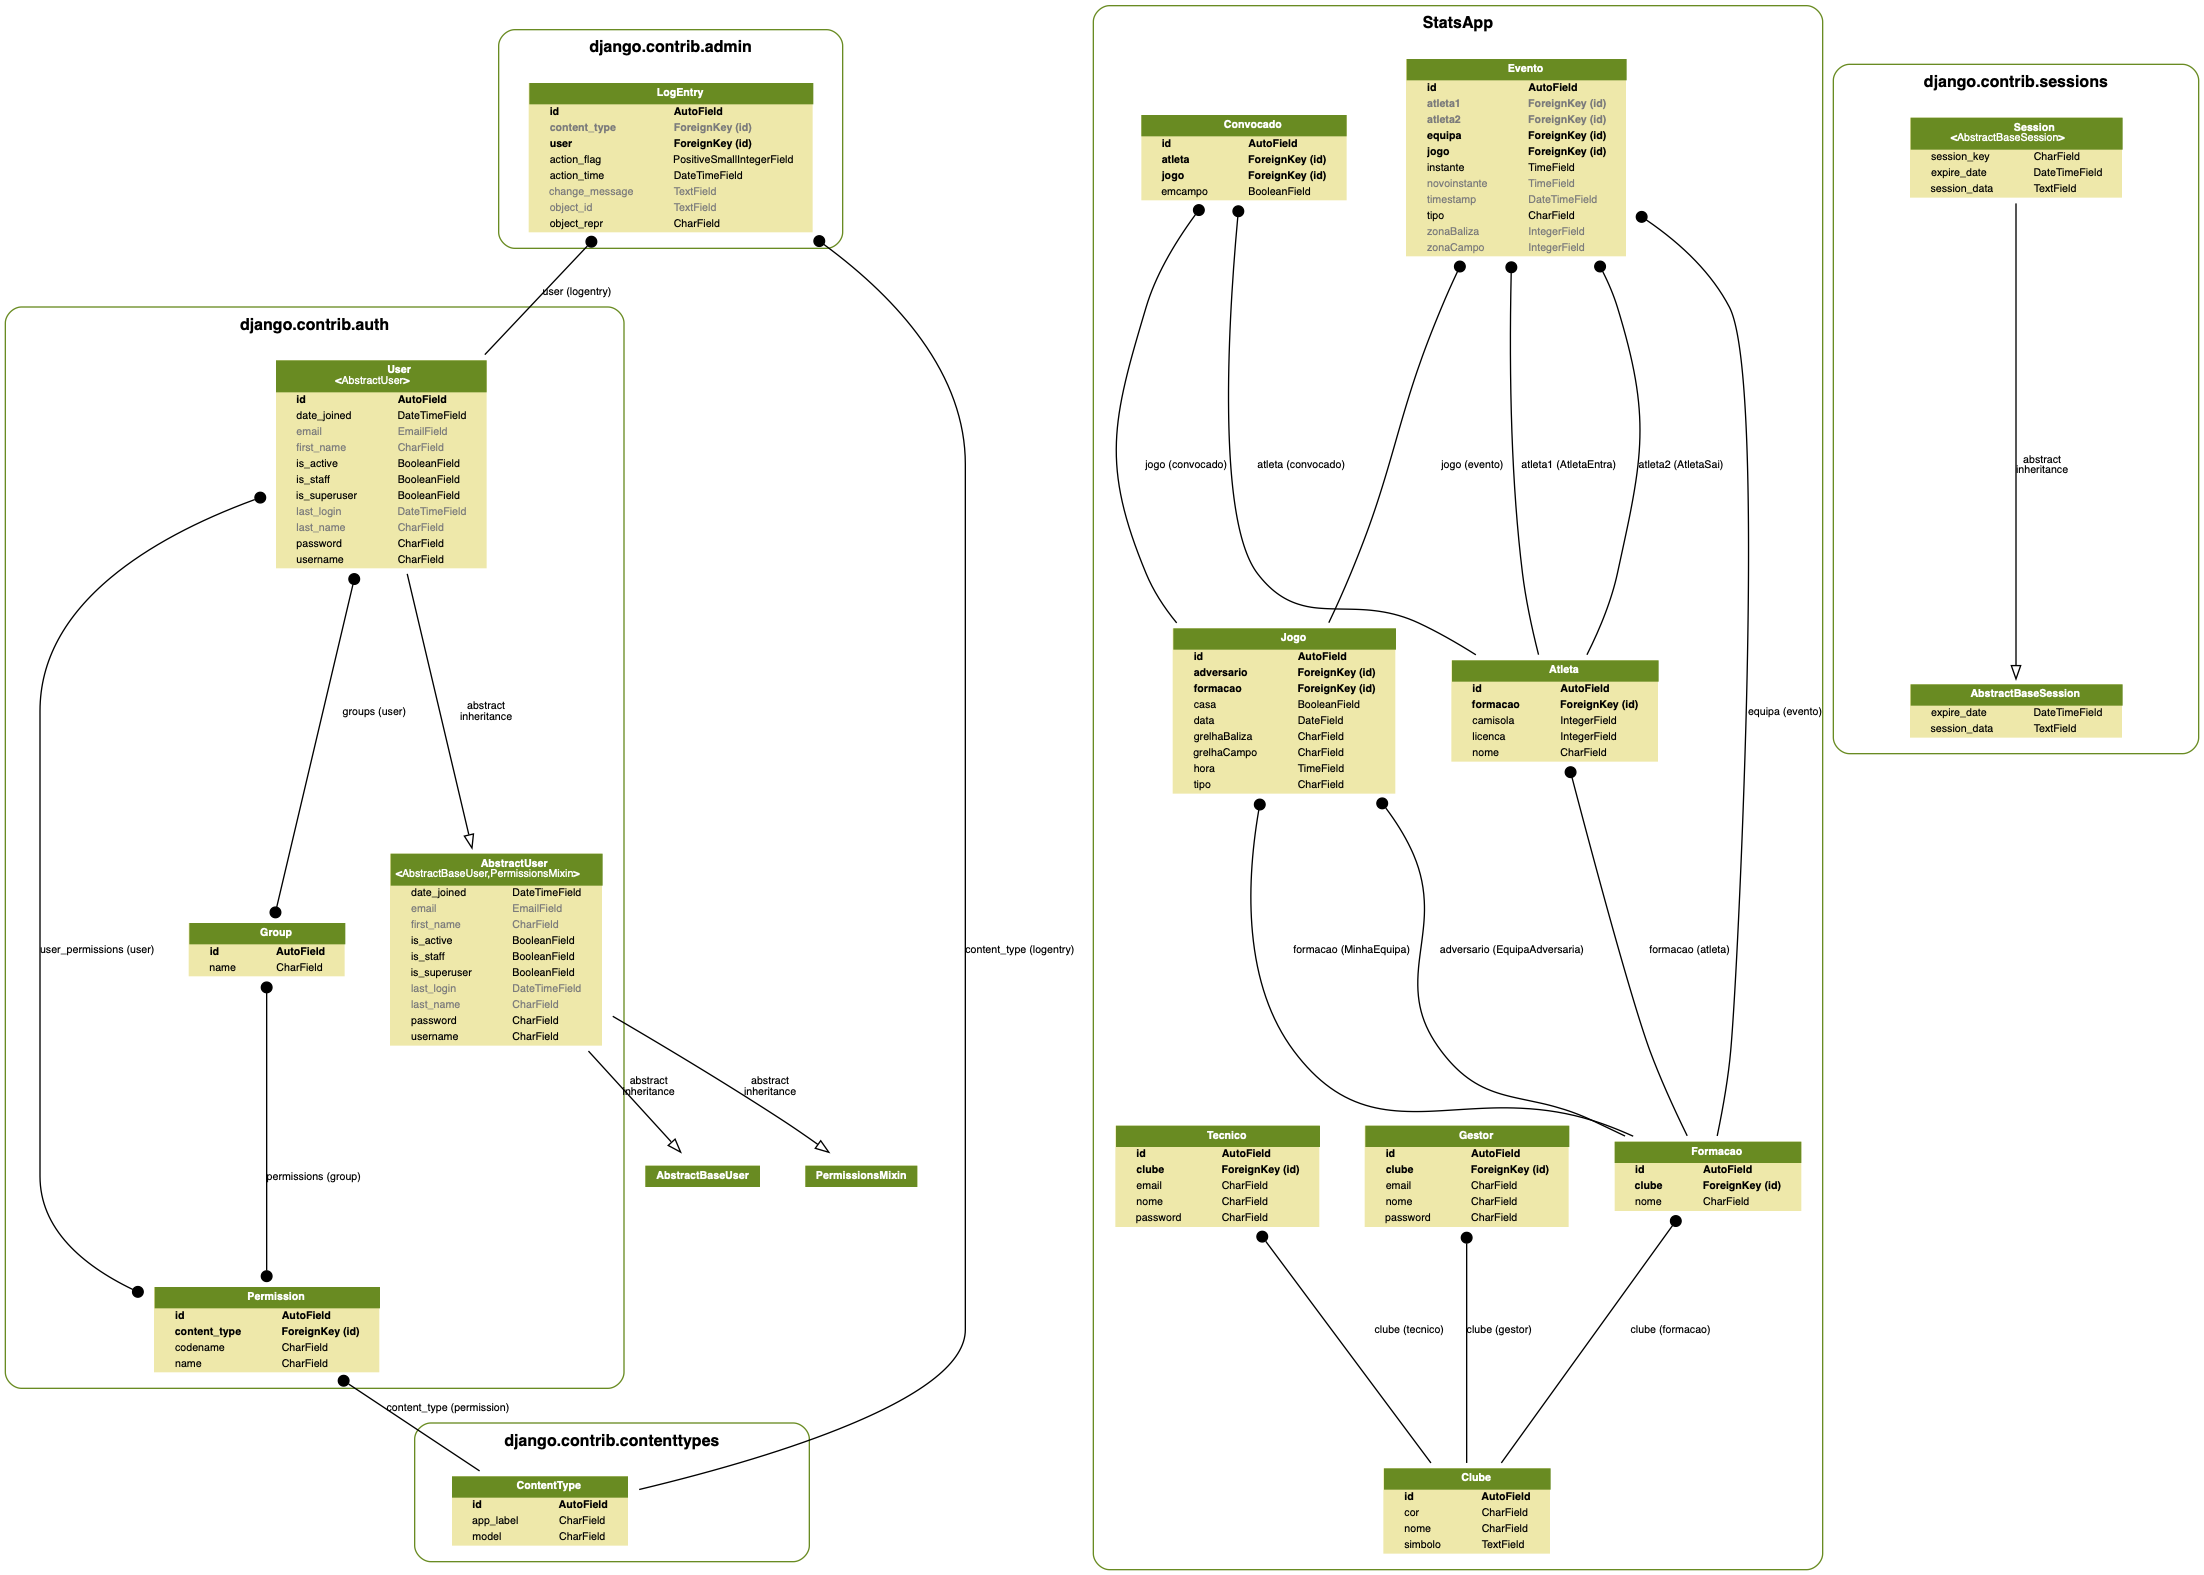 django.contrib.admin
LogEntry
id AutoField
content_type ForeignKey (id)
user ForeignKey (id)
action_flag PositiveSmallIntegerField
action_time DateTimeField
change_message TextField
object_id TextField
object_repr CharField
user (logentry)
django.contrib.auth
User
<AbstractUser>
id AutoField
date_joined DateTimeField
email EmailField
first_name CharField
is_active BooleanField
is_staff BooleanField
is_superuser BooleanField
last_login DateTimeField
last_name CharField
password CharField
username CharField
groups (user)
abstract
inheritance
AbstractUser
<AbstractBaseUser,PermissionsMixin>
date_joined DateTimeField
email EmailField
first_name CharField
is_active BooleanField
is_staff BooleanField
is_superuser BooleanField
last_login DateTimeField
last_name CharField
password CharField
username CharField
Group
id AutoField
name CharField
user_permissions (user)
content_type (logentry)
abstract
inheritance
abstract
inheritance
AbstractBaseUser
PermissionsMixin
permissions (group)
Permission
id AutoField
content_type ForeignKey (id)
codename CharField
name CharField
content_type (permission)
django.contrib.contenttypes
ContentType
id AutoField
app_label CharField
model CharField
StatsApp
Evento
id AutoField
atleta1 ForeignKey (id)
atleta2 ForeignKey (id)
equipa ForeignKey (id)
jogo ForeignKey (id)
instante TimeField
novoinstante TimeField
timestamp DateTimeField
tipo CharField
zonaBaliza IntegerField
zonaCampo IntegerField
Convocado
id AutoField
atleta ForeignKey (id)
jogo ForeignKey (id)
emcampo BooleanField
jogo (convocado)
atleta (convocado)
jogo (evento)
atleta1 (AtletaEntra)
atleta2 (AtletaSai)
Jogo
id AutoField
adversario ForeignKey (id)
formacao ForeignKey (id)
casa BooleanField
data DateField
grelhaBaliza CharField
grelhaCampo CharField
hora TimeField
tipo CharField
Atleta
id AutoField
formacao ForeignKey (id)
camisola IntegerField
licenca IntegerField
nome CharField
equipa (evento)
formacao (MinhaEquipa)
adversario (EquipaAdversaria)
formacao (atleta)
Tecnico
id AutoField
clube ForeignKey (id)
email CharField
nome CharField
password CharField
Gestor
id AutoField
clube ForeignKey (id)
email CharField
nome CharField
password CharField
Formacao
id AutoField
clube ForeignKey (id)
nome CharField
clube (tecnico)
clube (gestor)
clube (formacao)
Clube
id AutoField
cor CharField
nome CharField
simbolo TextField
django.contrib.sessions
Session
<AbstractBaseSession>
session_key CharField
expire_date DateTimeField
session_data TextField
abstract
inheritance
AbstractBaseSession
expire_date DateTimeField
session_data TextField